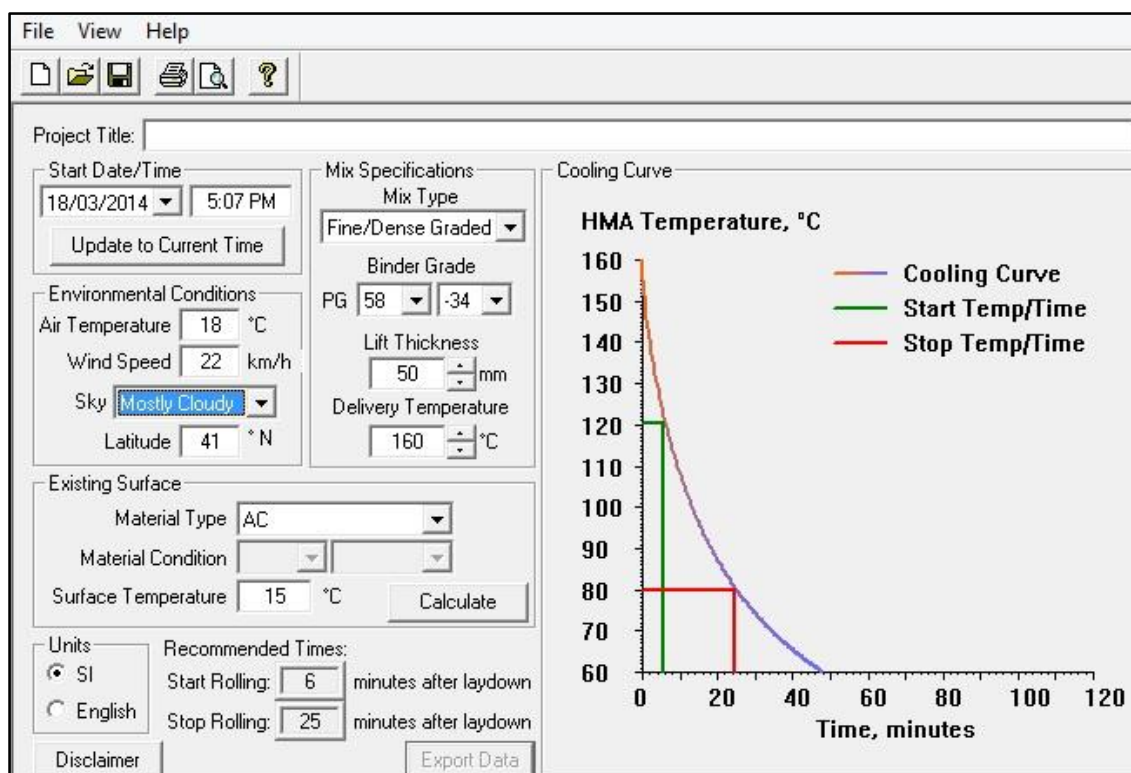 File View Help
Project Title:
Start Date/Time
18/03/2014 5:07 PM
Update to Current Time
Environmental Conditions
Air Temperature 18 °C
Wind Speed 22 km/h
Sky Mostly Cloudy
Latitude 41 ° N
Mix Specifications
Mix Type
Fine/Dense Graded
Binder Grade
PG 58 -34
Lift Thickness
50 mm
Delivery Temperature
160 °C
Existing Surface
Material Type AC
Material Condition
Surface Temperature 15 °C Calculate
Units
SI
English
Recommended Times:
Start Rolling: 6 minutes after laydown
Stop Rolling: 25 minutes after laydown
Disclaimer
Export Data
Cooling Curve
HMA Temperature, °C
160
150
140
130
120
110
100
90
80
70
60
Cooling Curve
Start Temp/Time
Stop Temp/Time
0 20 40 60 80 100 120
Time, minutes